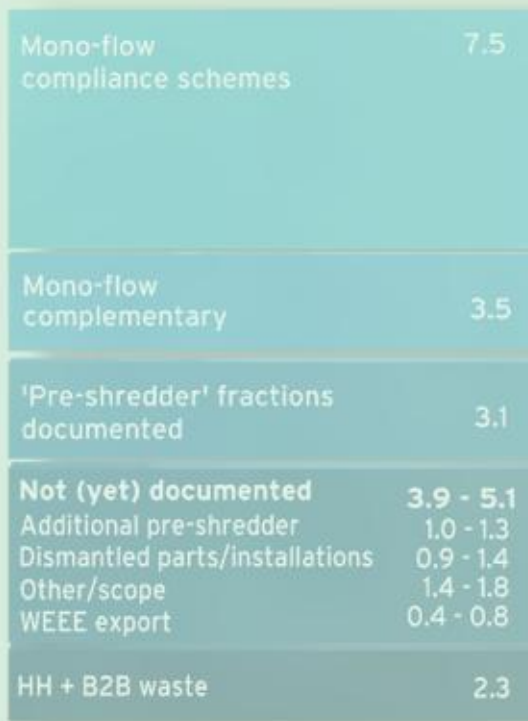 Mono-flow 7.5
compliance schemes
Mono-flow
complementary 3.5
'Pre-shredder' fractions
documented 3.1
Not (yet) documented 3.9 - 5.1
Additional pre-shredder 1.0 - 1.3
Dismantled parts/installations 0.9 - 1.4
Other/scope 1.4 - 1.8
WEEE export 0.4 - 0.8
HH + B2B waste 2.3